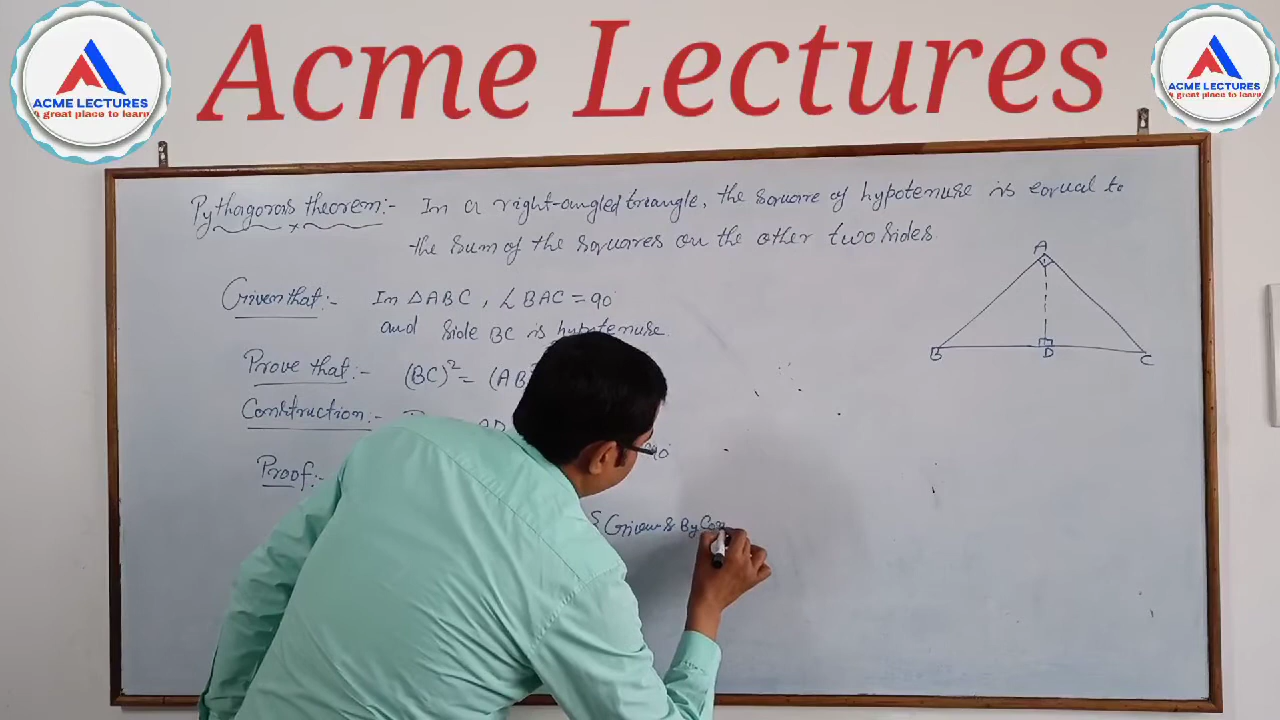 Acme Lectures
ACME LECTURES
A great place to learn
ACME LECTURES
A great place to learn
Pythagoras theorem:- In a right-angled triangle, the square of hypotenuse is equal to
the sum of the squares on the other two sides.
Given that:- In △ABC, ∠BAC = 90°
and side BC is hypotenuse.
Prove that:- (BC)² = (AB
Construction:- AD
90°
Proof:-
{Given & By Con
A
B
D
C